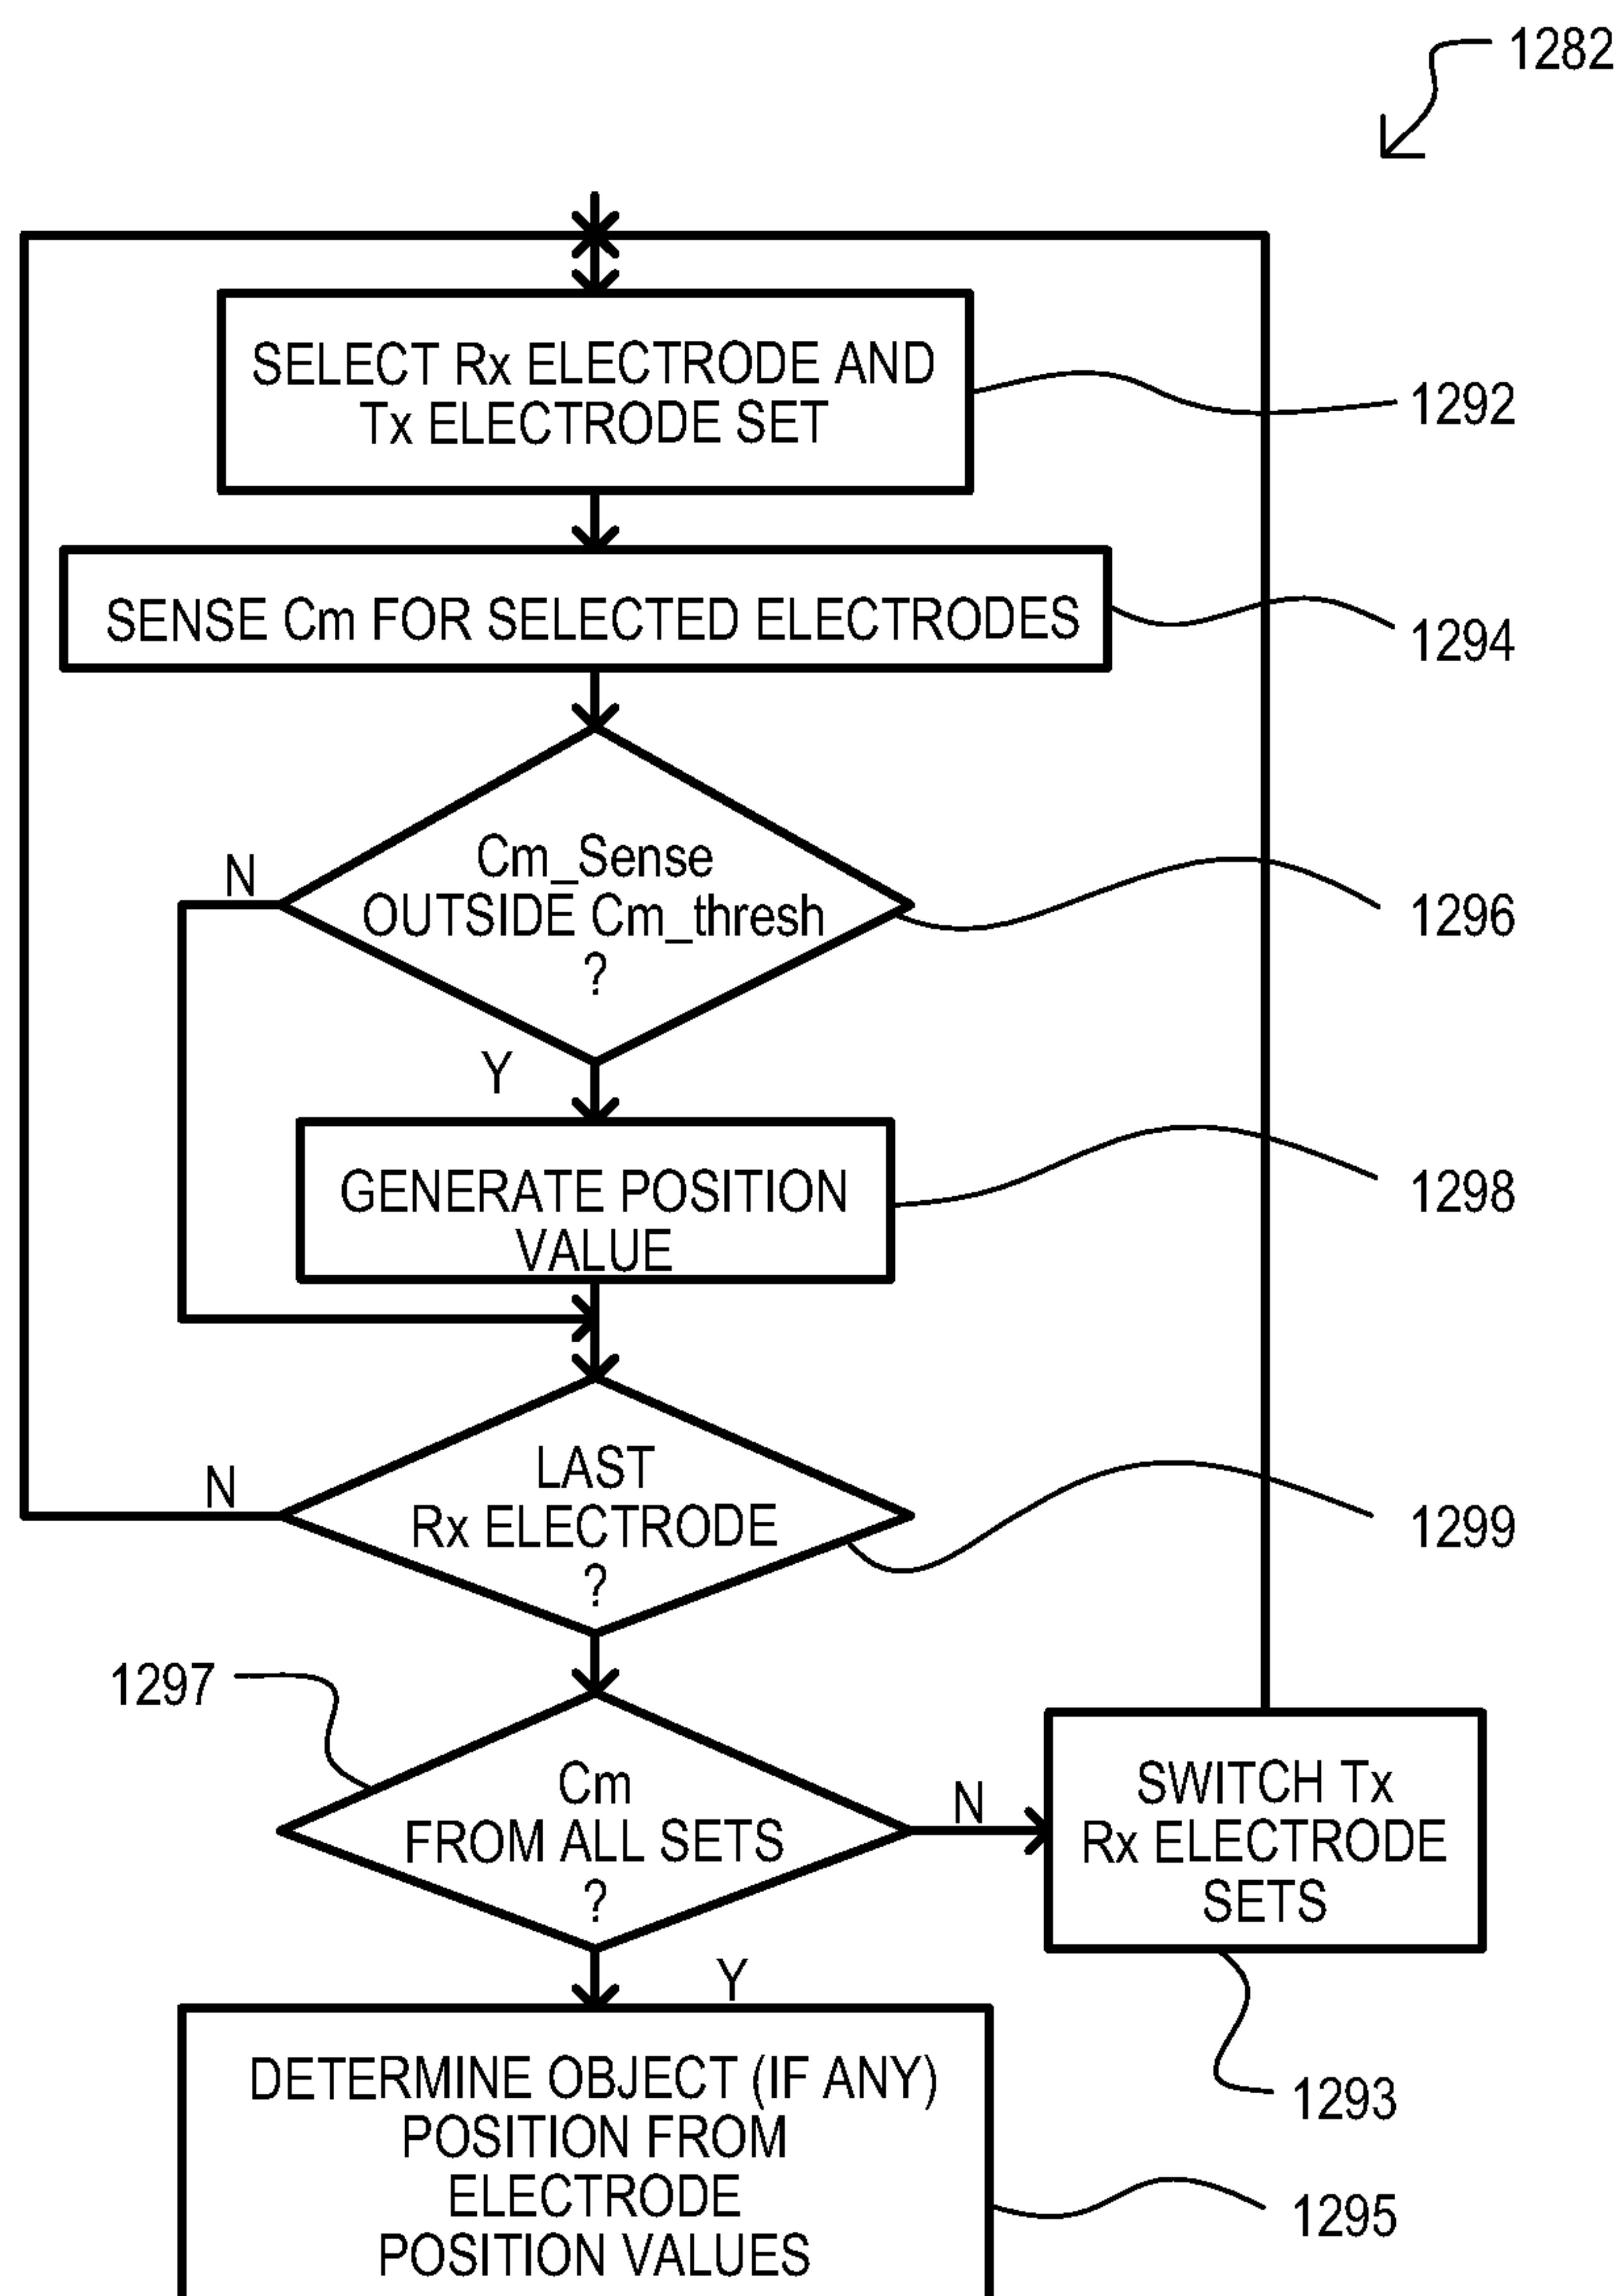 1282
SELECT Rx ELECTRODE AND
Tx ELECTRODE SET
1292
SENSE Cm FOR SELECTED ELECTRODES
1294
Cm_Sense
OUTSIDE Cm_thresh
?
N
1296
Y
GENERATE POSITION
VALUE
1298
LAST
Rx ELECTRODE
?
N
1299
1297
Cm
FROM ALL SETS
?
N
SWITCH Tx
Rx ELECTRODE
SETS
Y
1293
DETERMINE OBJECT (IF ANY)
POSITION FROM
ELECTRODE
POSITION VALUES
1295